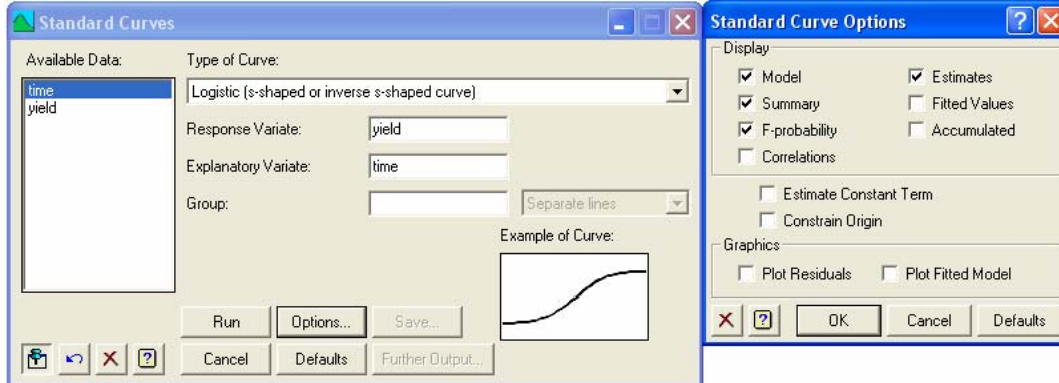 Standard Curves
Available Data:
time
yield
Type of Curve:
Logistic (s-shaped or inverse s-shaped curve)
Response Variate:
yield
Explanatory Variate:
time
Group:
Separate lines
Example of Curve:
Run
Options...
Save...
Cancel
Defaults
Further Output...
Standard Curve Options
Display
Model
Estimates
Summary
Fitted Values
F-probability
Accumulated
Correlations
Estimate Constant Term
Constrain Origin
Graphics
Plot Residuals
Plot Fitted Model
OK
Cancel
Defaults